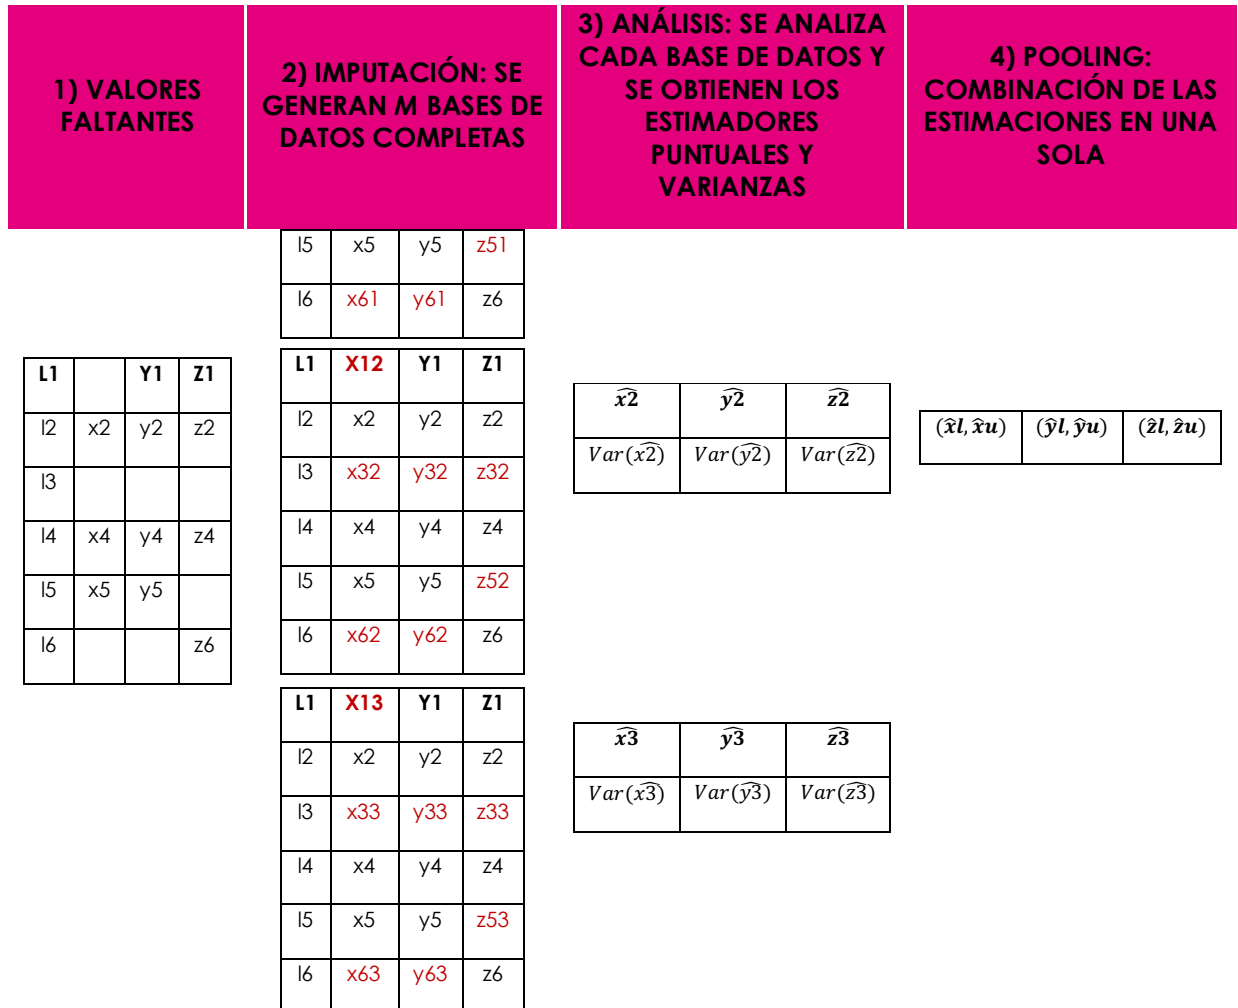 1) VALORES
FALTANTES
2) IMPUTACIÓN: SE
GENERAN M BASES DE
DATOS COMPLETAS
3) ANÁLISIS: SE ANALIZA
CADA BASE DE DATOS Y
SE OBTIENEN LOS
ESTIMADORES
PUNTUALES Y
VARIANZAS
4) POOLING:
COMBINACIÓN DE LAS
ESTIMACIONES EN UNA
SOLA
L1 Y1 Z1
l2 x2 y2 z2
l3
l4 x4 y4 z4
l5 x5 y5
l6 z6
l5 x5 y5 z51
l6 x61 y61 z6
L1 X12 Y1 Z1
l2 x2 y2 z2
l3 x32 y32 z32
l4 x4 y4 z4
l5 x5 y5 z52
l6 x62 y62 z6
L1 X13 Y1 Z1
l2 x2 y2 z2
l3 x33 y33 z33
l4 x4 y4 z4
l5 x5 y5 z53
l6 x63 y63 z6
x̂2 ŷ2 ẑ2
Var(x̂2) Var(ŷ2) Var(ẑ2)
x̂3 ŷ3 ẑ3
Var(x̂3) Var(ŷ3) Var(ẑ3)
(x̂l, x̂u) (ŷl, ŷu) (ẑl, ẑu)